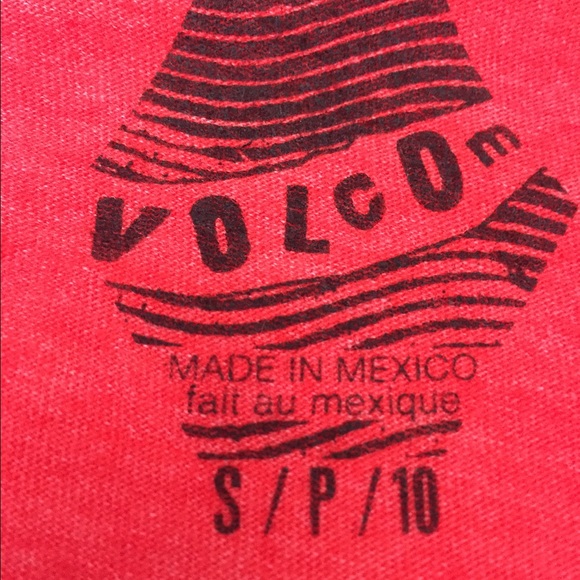 VOLCOm
MADE IN MEXICO
fait au mexique
S / P / 10